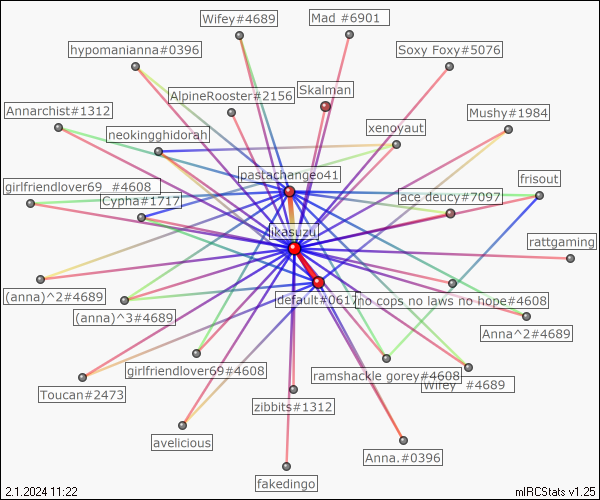 Wifey#4689
Mad #6901
hypomanianna#0396
Soxy Foxy#5076
AlpineRooster#2156
Skalman
Annarchist#1312
Mushy#1984
neokingghidorah
xenoyaut
pastachangeo41
frisout
girlfriendlover69 #4608
Cypha#1717
ace deucy#7097
ikasuzu
rattgaming
(anna)^2#4689
default#0617
no cops no laws no hope#4608
(anna)^3#4689
Anna^2#4689
girlfriendlover69#4608
ramshackle gorey#4608
Wifey #4689
Toucan#2473
zibbits#1312
avelicious
Anna.#0396
fakedingo
2.1.2024 11:22
mIRCStats v1.25